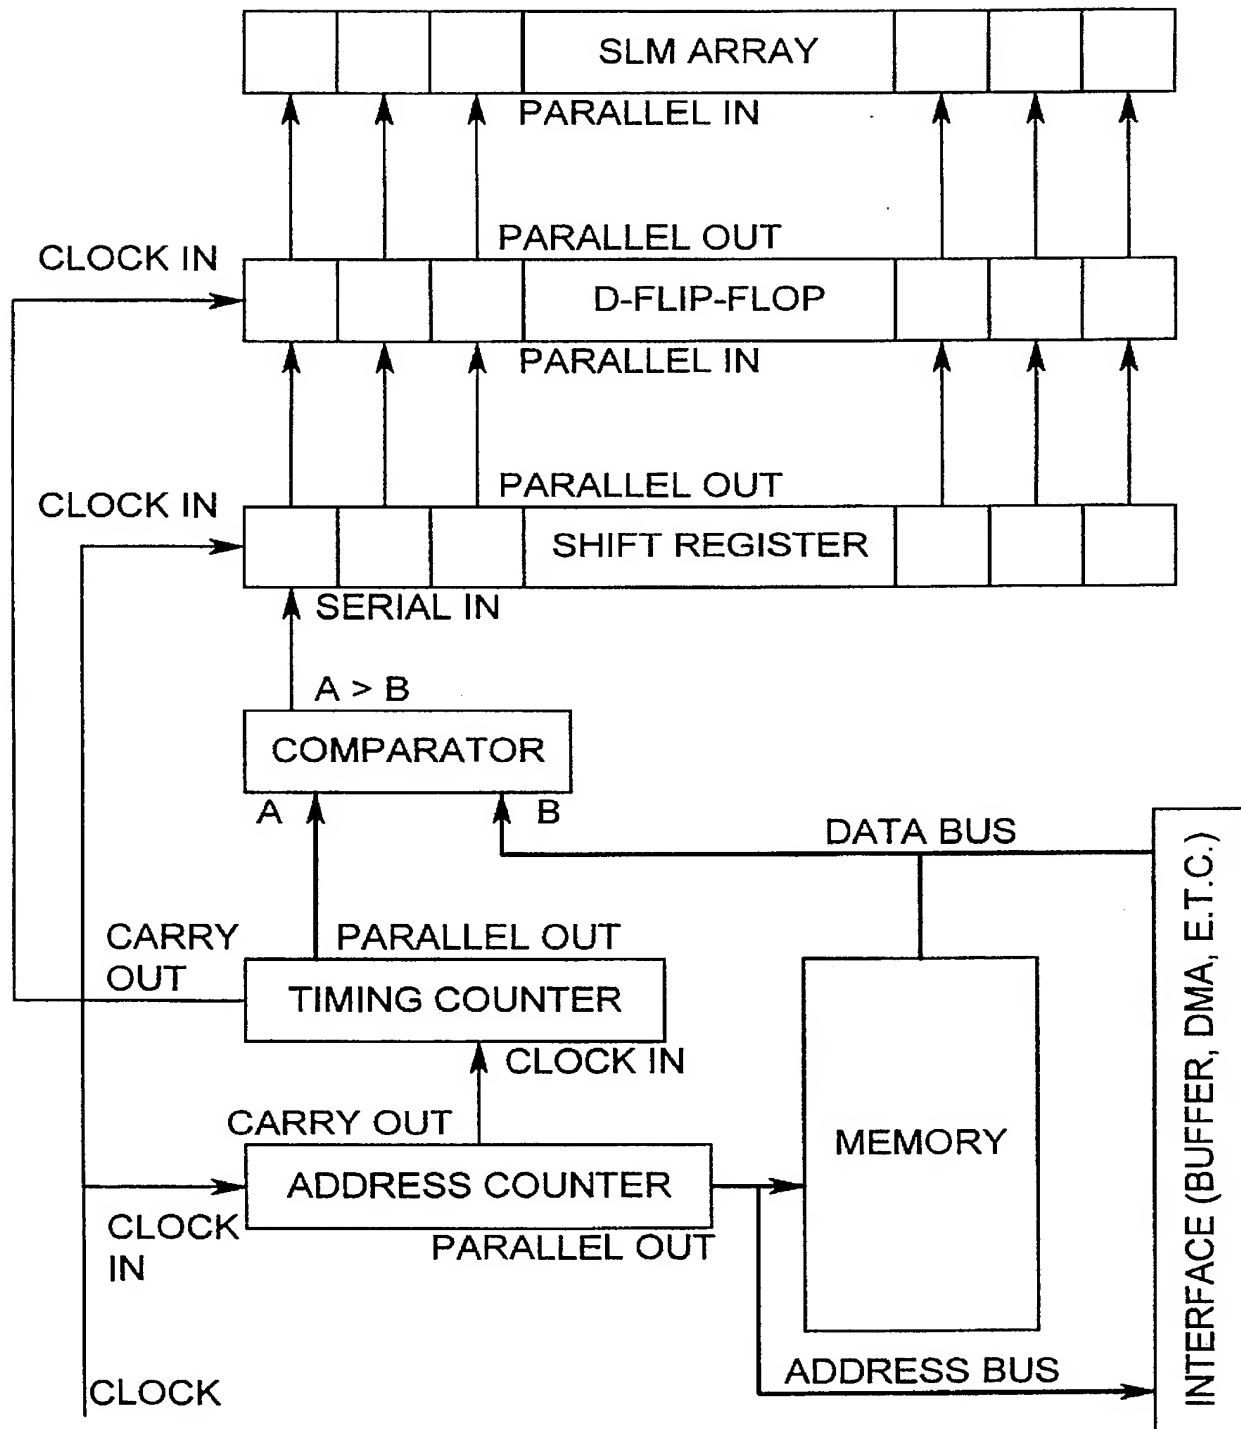 SLM ARRAY
PARALLEL IN
PARALLEL OUT
CLOCK IN
D-FLIP-FLOP
PARALLEL IN
PARALLEL OUT
CLOCK IN
SHIFT REGISTER
SERIAL IN
A > B
COMPARATOR
A
B
DATA BUS
CARRY
OUT
PARALLEL OUT
TIMING COUNTER
CLOCK IN
CARRY OUT
MEMORY
ADDRESS COUNTER
CLOCK
IN
PARALLEL OUT
ADDRESS BUS
CLOCK
INTERFACE (BUFFER, DMA, E.T.C.)